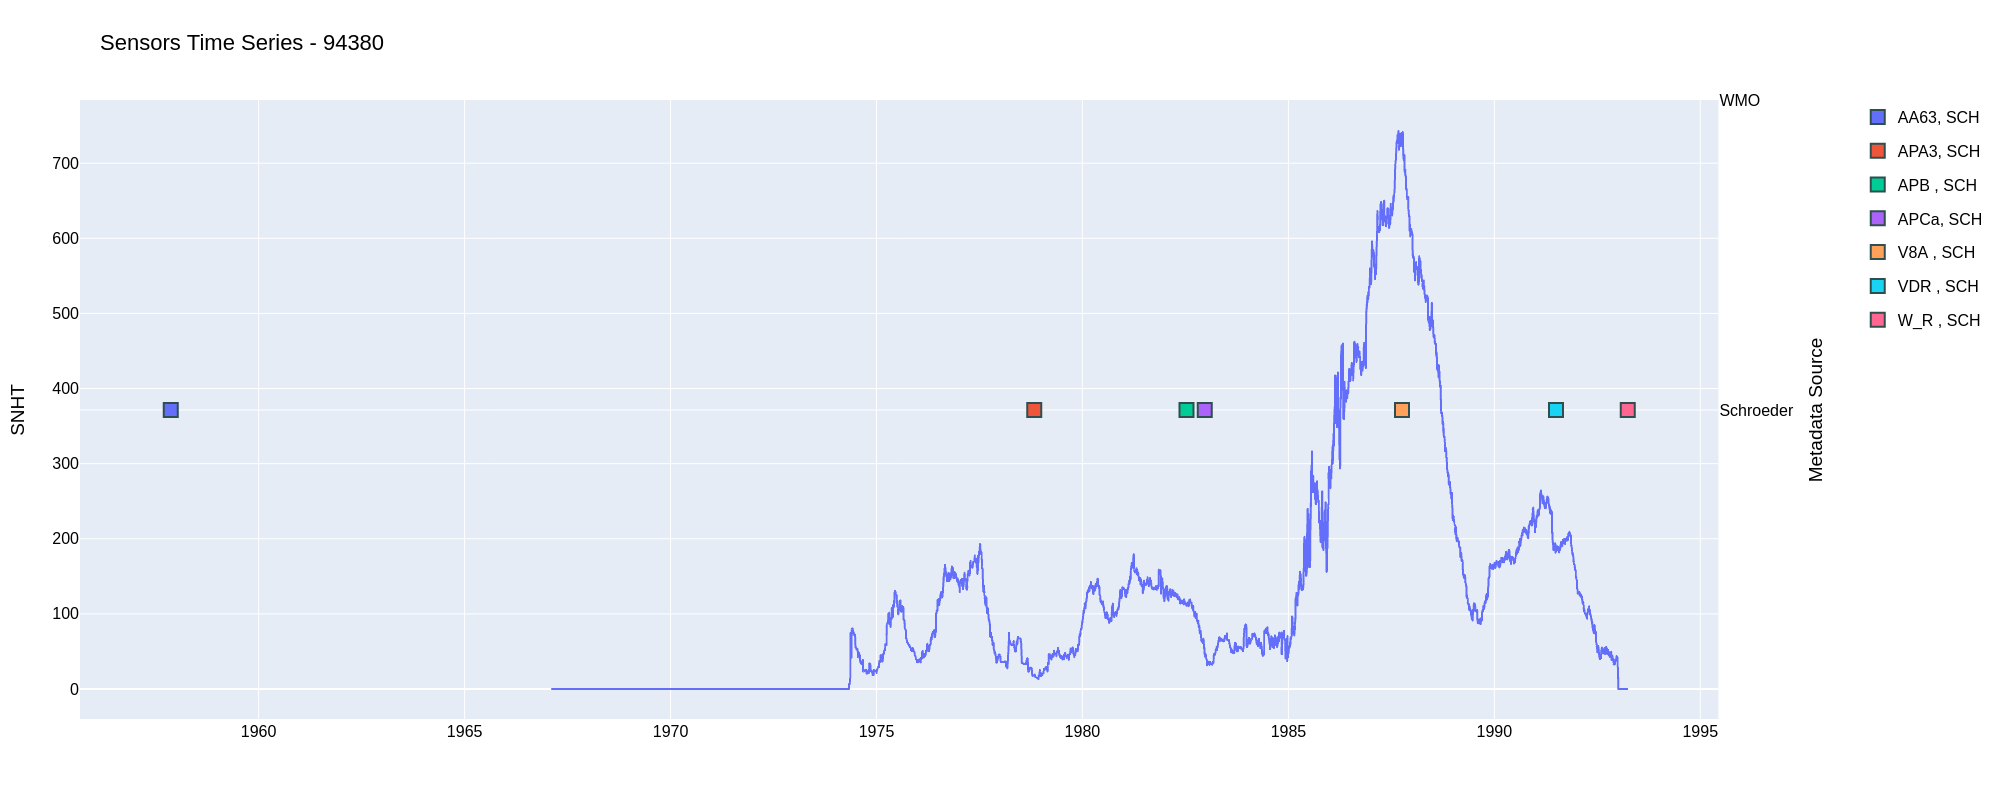 Sensors Time Series - 94380
WMO
AA63, SCH
APA3, SCH
APB , SCH
APCa, SCH
V8A , SCH
VDR , SCH
W_R , SCH
700
600
500
400
300
200
100
0
SNHT
Schroeder
Metadata Source
1960
1965
1970
1975
1980
1985
1990
1995